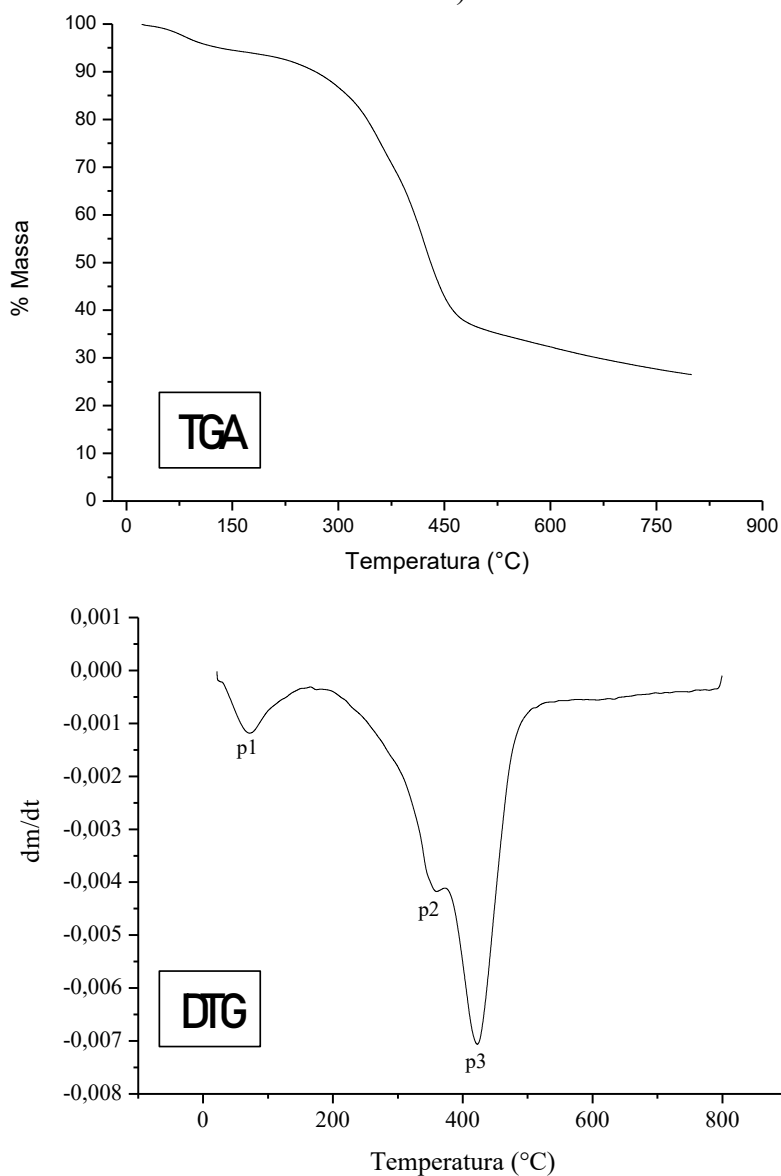 )
100
90
80
70
60
50
40
30
20
10
0
% Massa
TGA
0 150 300 450 600 750 900
Temperatura (°C)
0,001
0,000
-0,001
-0,002
-0,003
-0,004
-0,005
-0,006
-0,007
-0,008
dm/dt
p1
p2
p3
DTG
0 200 400 600 800
Temperatura (°C)